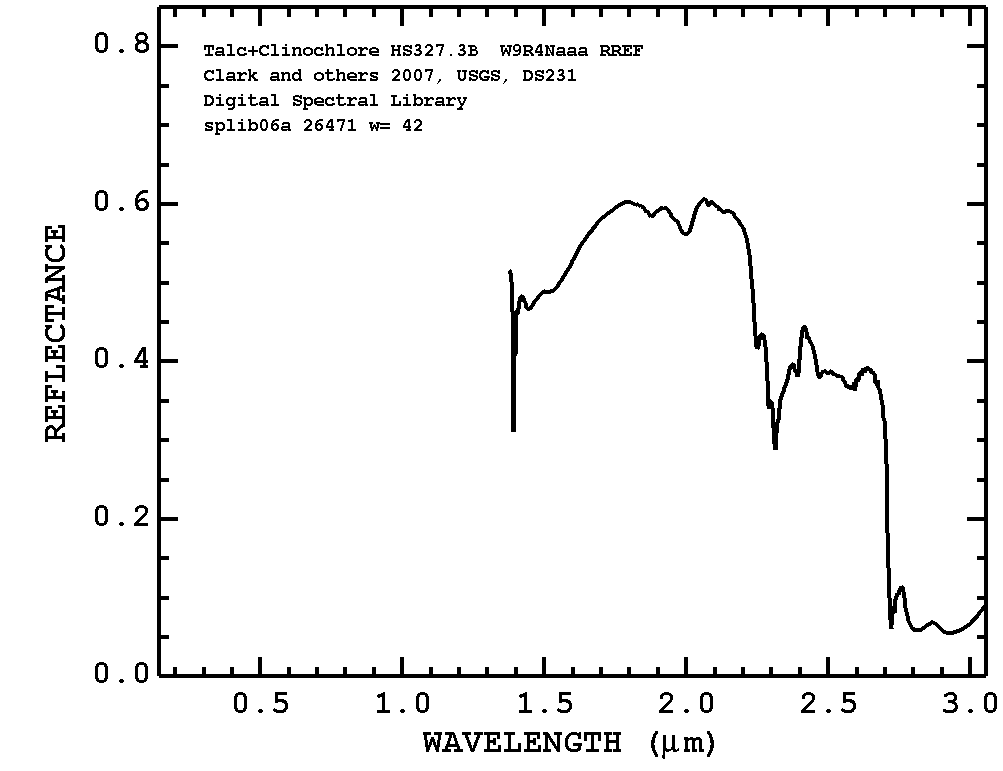 0.8
Talc+Clinochlore HS327.3B W9R4Naaa RREF
Clark and others 2007, USGS, DS231
Digital Spectral Library
splib06a 26471 w= 42
0.6
REFLECTANCE
0.4
0.2
0.0
0.5 1.0 1.5 2.0 2.5 3.0
WAVELENGTH (μm)